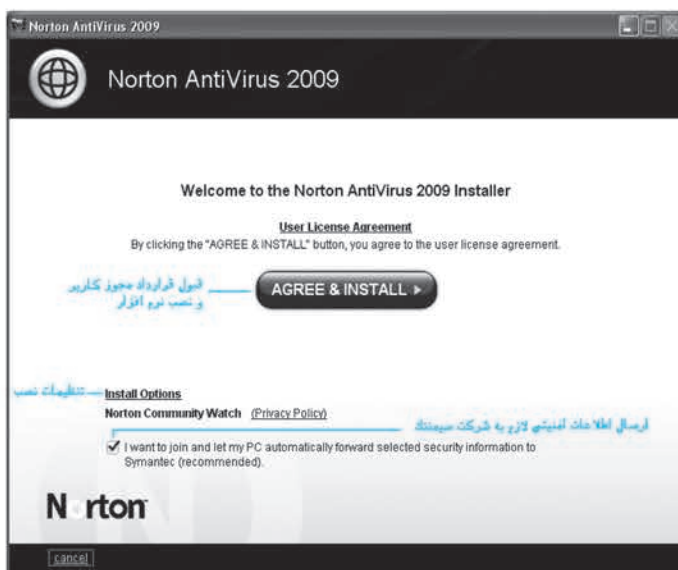 Norton AntiVirus 2009
Norton AntiVirus 2009
Welcome to the Norton AntiVirus 2009 Installer
User License Agreement
By clicking the "AGREE & INSTALL" button, you agree to the user license agreement.
قبول قرارداد مجوز کاربر
و نصب نرم افزار
AGREE & INSTALL
تنظیمات نصب
Install Options
Norton Community Watch (Privacy Policy)
ارسال اطلاعات امنیتی لازم به شرکت سیمنتك
I want to join and let my PC automatically forward selected security information to
Symantec (recommended).
Norton
cancel